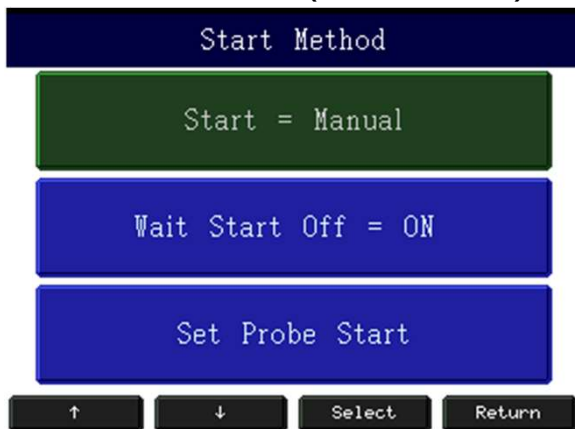 Start Method
Start = Manual
Wait Start Off = ON
Set Probe Start
↑ ↓ Select Return